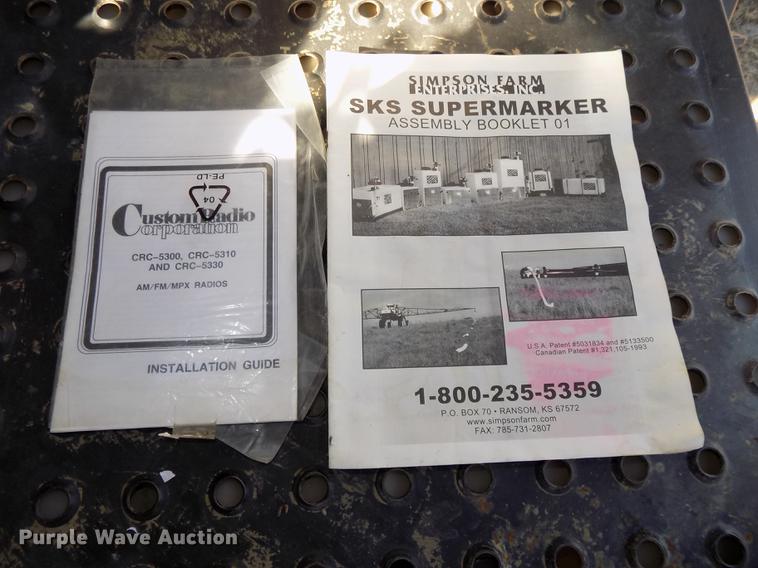 PE-LD
04
Custom Radio
Corporation
CRC-5300, CRC-5310
AND CRC-5330
AM/FM/MPX RADIOS
INSTALLATION GUIDE
SIMPSON FARM
ENTERPRISES, INC.
SKS SUPERMARKER
ASSEMBLY BOOKLET 01
U.S.A. Patent #5031834 and #5133500
Canadian Patent #1,321,105-1993
1-800-235-5359
P.O. BOX 70 • RANSOM, KS 67572
www.simpsonfarm.com
FAX: 785-731-2807
Purple Wave Auction